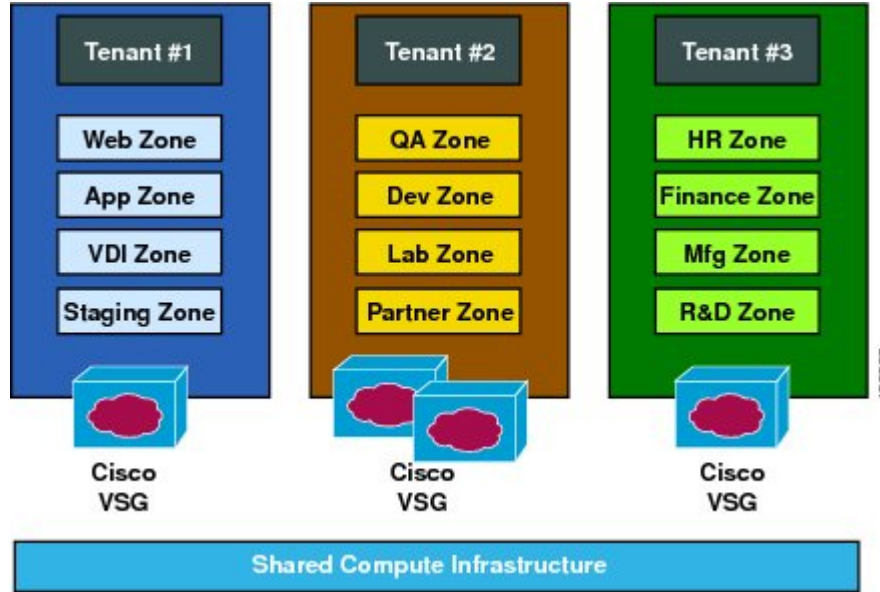 Tenant #1
Tenant #2
Tenant #3
Web Zone
App Zone
VDI Zone
Staging Zone
QA Zone
Dev Zone
Lab Zone
Partner Zone
HR Zone
Finance Zone
Mfg Zone
R&D Zone
Cisco
VSG
Cisco
VSG
Cisco
VSG
Shared Compute Infrastructure